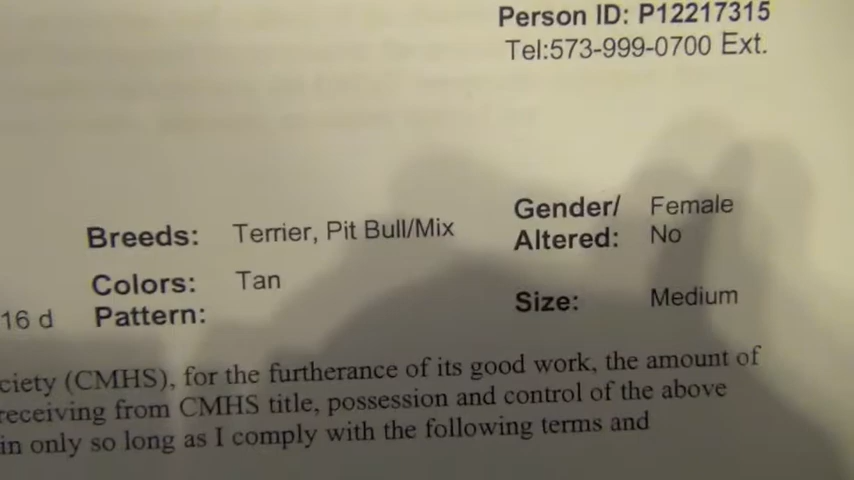 Person ID: P12217315
Tel:573-999-0700 Ext.
Breeds: Terrier, Pit Bull/Mix Gender/ Female
Altered: No
Colors: Tan
16 d Pattern: Size: Medium
ciety (CMHS), for the furtherance of its good work, the amount of
receiving from CMHS title, possession and control of the above
in only so long as I comply with the following terms and